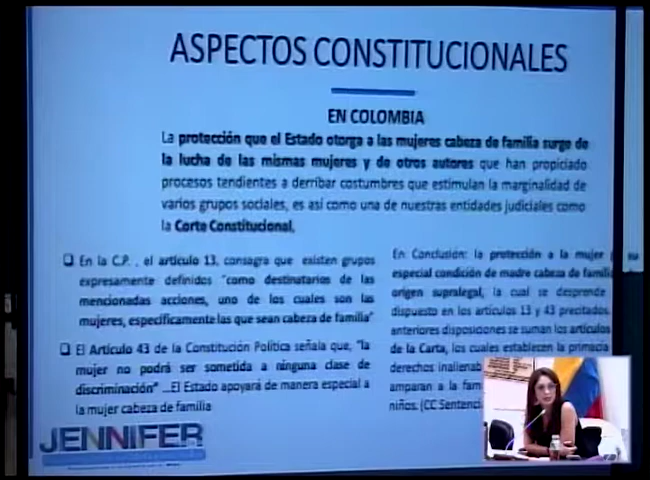 ASPECTOS CONSTITUCIONALES
EN COLOMBIA
La protección que el Estado otorga a las mujeres cabeza de familia surge de
la lucha de las mismas mujeres y de otros autores que han propiciado
procesos tendientes a derribar costumbres que estimulan la marginalidad de
varios grupos sociales, es así como una de nuestras entidades judiciales como
la Corte Constitucional.
En la C.P. , el artículo 13, consagra que existen grupos
expresamente definidos "como destinatarios de las
mencionadas acciones, uno de los cuales son las
mujeres, específicamente las que sean cabeza de familia"
El Artículo 43 de la Constitución Política señala que, "la
mujer no podrá ser sometida a ninguna clase de
discriminación" ...El Estado apoyará de manera especial a
la mujer cabeza de familia
En Conclusión: la protección a la mujer su
especial condición de madre cabeza de famili
origen supralegal, la cual se desprende
dispuesto en los artículos 13 y 43 precitados
anteriores disposiciones se suman los artículos
de la Carta, los cuales establecen la primacía
derechos inalienab
amparan a la fam
niños. (CC Sentenci
JENNIFER